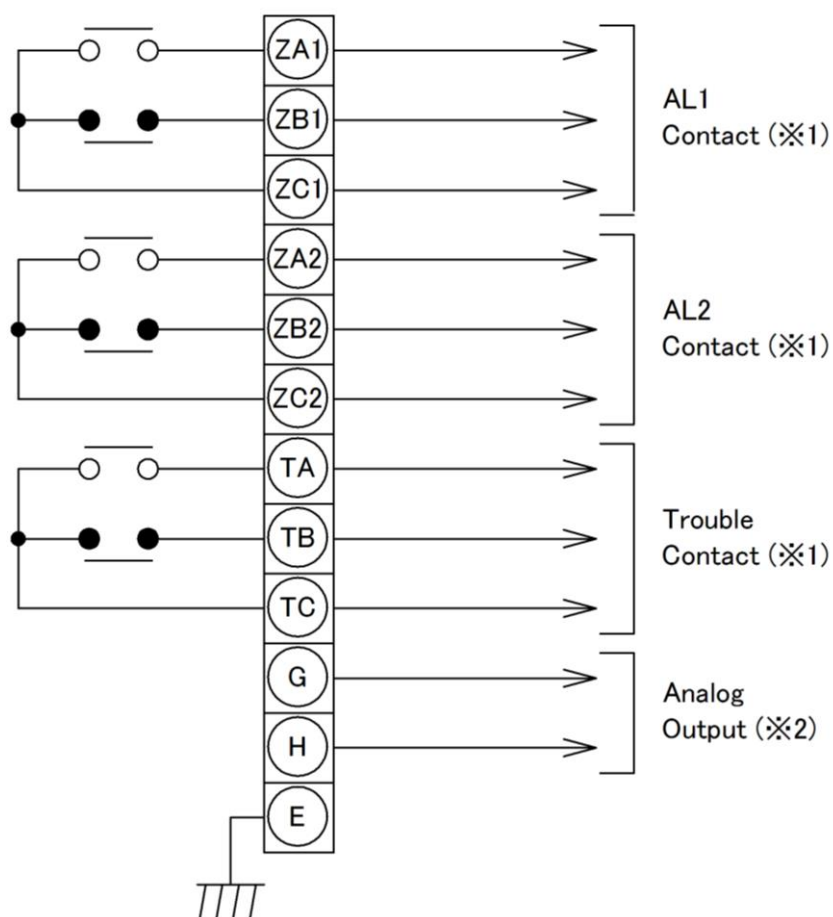 ZA1
ZB1
ZC1
AL1
Contact (※1)
ZA2
ZB2
ZC2
AL2
Contact (※1)
TA
TB
TC
Trouble
Contact (※1)
G
H
Analog
Output (※2)
E